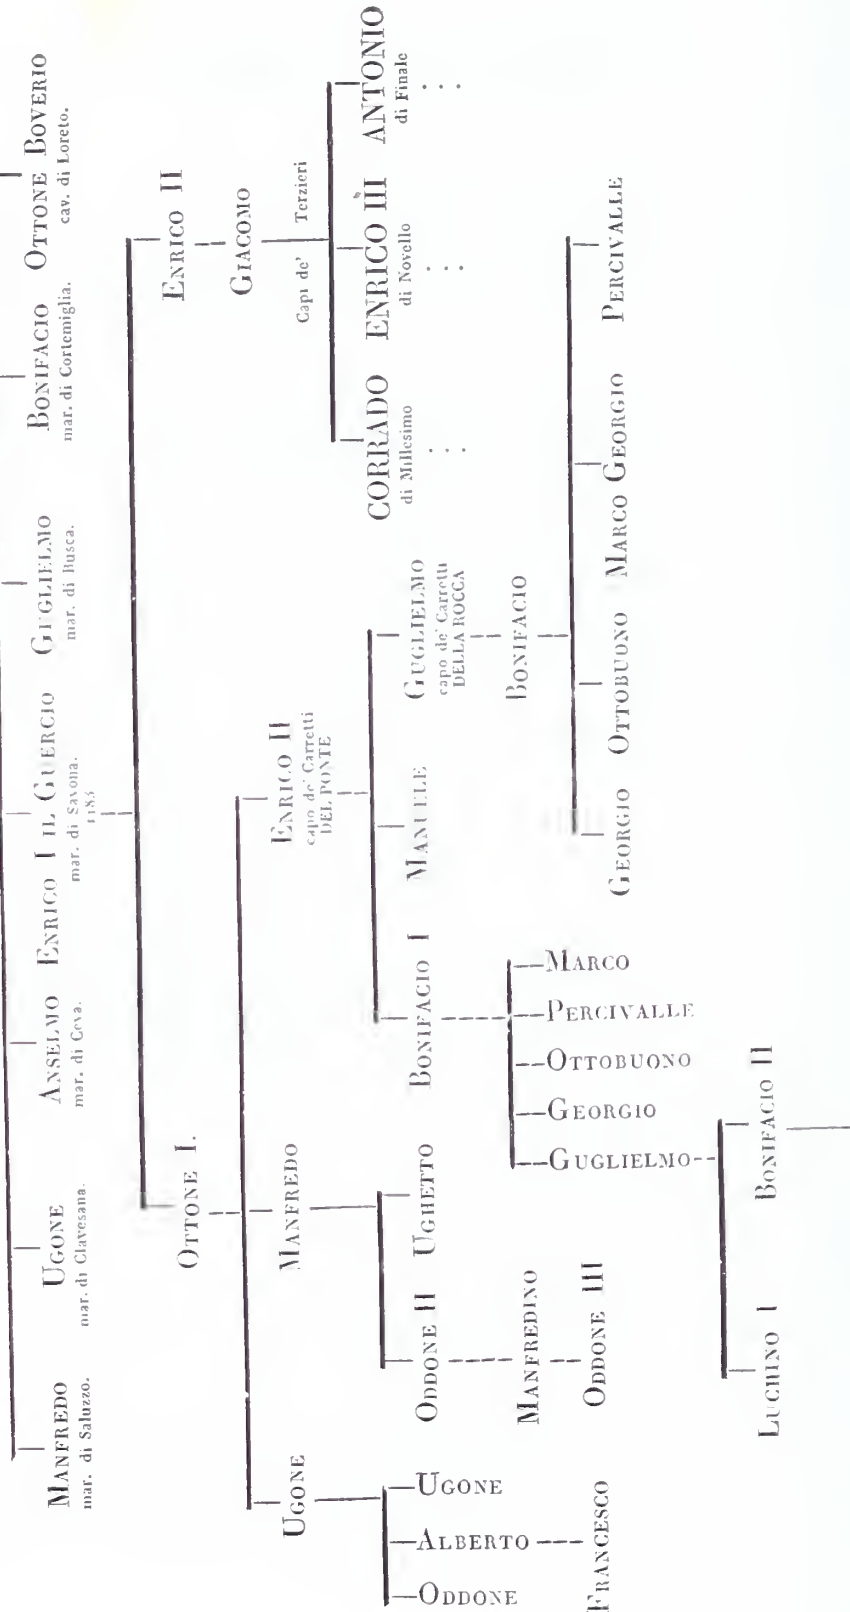 MANFREDO
mar. di Saluzzo.
UGONE
mar. di Clavesana.
ANSELMO
mar. di Ceva.
ENRICO I IL GUERCIO
mar. di Savona.
1185
GUGLIELMO
mar. di Busca.
BONIFACIO
mar. di Cortemiglia.
OTTONE BOVERIO
cav. di Loreto.
OTTONE I.
ENRICO II
GIACOMO
Capi de' Terzieri
CORRADO
di Millesimo
. . .
ENRICO III
di Novello
. . .
ANTONIO
di Finale
. . .
UGONE
MANFREDO
ENRICO II
capo de' Carretti
DEL PONTE
ODDONE
ALBERTO
UGONE
FRANCESCO
ODDONE II
UGHETTO
MANFREDINO
ODDONE III
BONIFACIO I
MANUELE
GUGLIELMO
capo de' Carretti
DELLA ROCCA
BONIFACIO
GUGLIELMO
GEORGIO
OTTOBUONO
PERCIVALLE
MARCO
GEORGIO
OTTOBUONO
MARCO GEORGIO
PERCIVALLE
LUCHINO I
BONIFACIO II